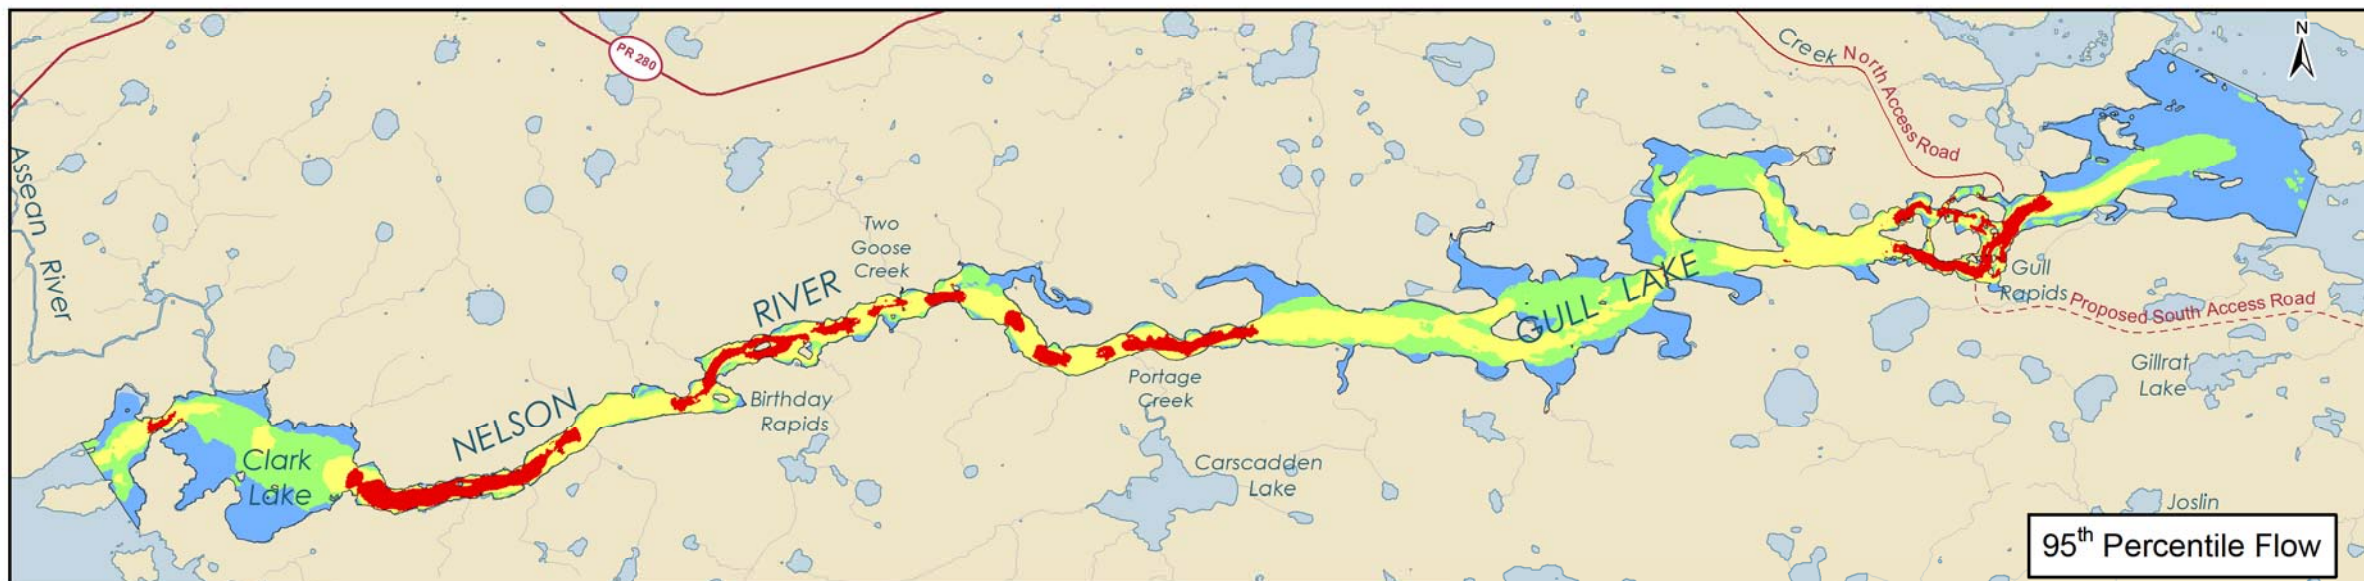 N
PR 280
Creek
North Access Road
Assean
River
Two
Goose
Creek
RIVER
GULL LAKE
Gull
Rapids
Proposed South Access Road
Gillrat
Lake
Portage
Creek
Birthday
Rapids
NELSON
Clark
Lake
Carscadden
Lake
Joslin
95th Percentile Flow